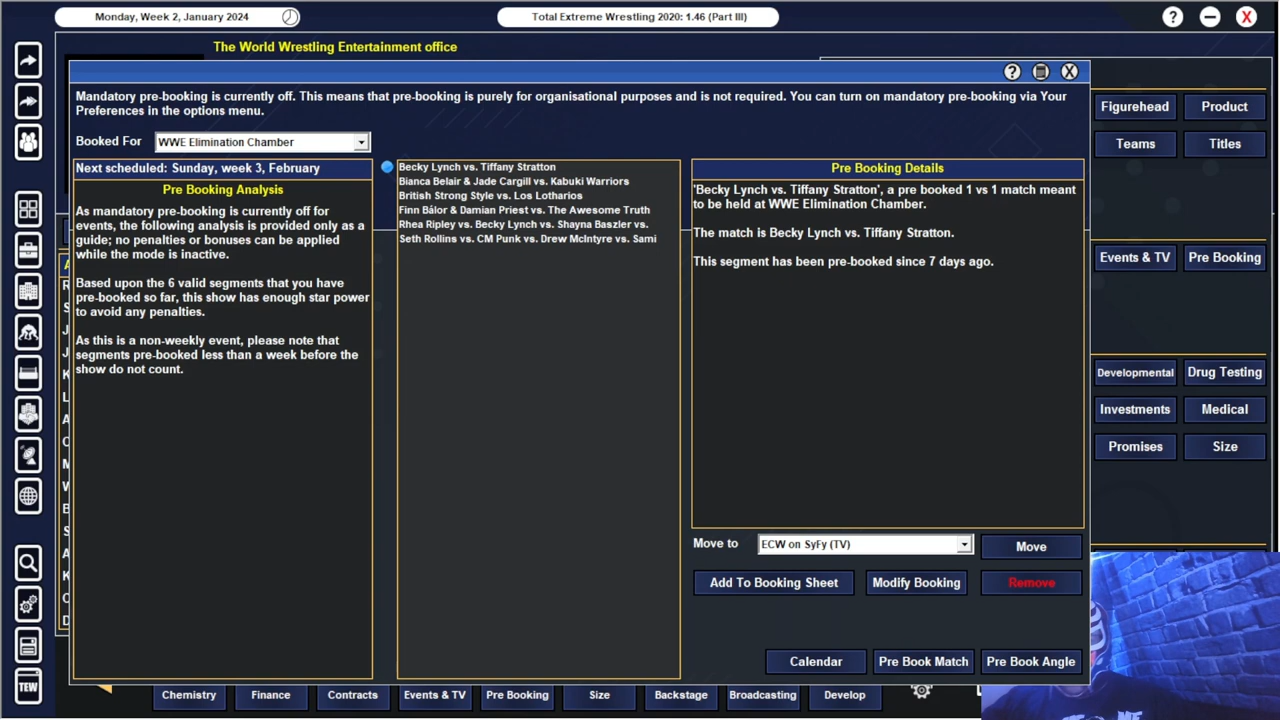 Monday, Week 2, January 2024
Total Extreme Wrestling 2020: 1.46 (Part III)
?
X
The World Wrestling Entertainment office
?
X
Mandatory pre-booking is currently off. This means that pre-booking is purely for organisational purposes and is not required. You can turn on mandatory pre-booking via Your
Preferences in the options menu.
Booked For
WWE Elimination Chamber
Next scheduled: Sunday, week 3, February
Pre Booking Analysis
As mandatory pre-booking is currently off for
events, the following analysis is provided only as a
guide; no penalties or bonuses can be applied
while the mode is inactive.
Based upon the 6 valid segments that you have
pre-booked so far, this show has enough star power
to avoid any penalties.
As this is a non-weekly event, please note that
segments pre-booked less than a week before the
show do not count.
Becky Lynch vs. Tiffany Stratton
Bianca Belair & Jade Cargill vs. Kabuki Warriors
British Strong Style vs. Los Lotharios
Finn Bálor & Damian Priest vs. The Awesome Truth
Rhea Ripley vs. Becky Lynch vs. Shayna Baszler vs.
Seth Rollins vs. CM Punk vs. Drew McIntyre vs. Sami
Pre Booking Details
'Becky Lynch vs. Tiffany Stratton', a pre booked 1 vs 1 match meant
to be held at WWE Elimination Chamber.
The match is Becky Lynch vs. Tiffany Stratton.
This segment has been pre-booked since 7 days ago.
Move to
ECW on SyFy (TV)
Move
Add To Booking Sheet
Modify Booking
Remove
Calendar
Pre Book Match
Pre Book Angle
Figurehead
Product
Teams
Titles
Events & TV
Pre Booking
Developmental
Drug Testing
Investments
Medical
Promises
Size
Chemistry
Finance
Contracts
Events & TV
Pre Booking
Size
Backstage
Broadcasting
Develop
TEW